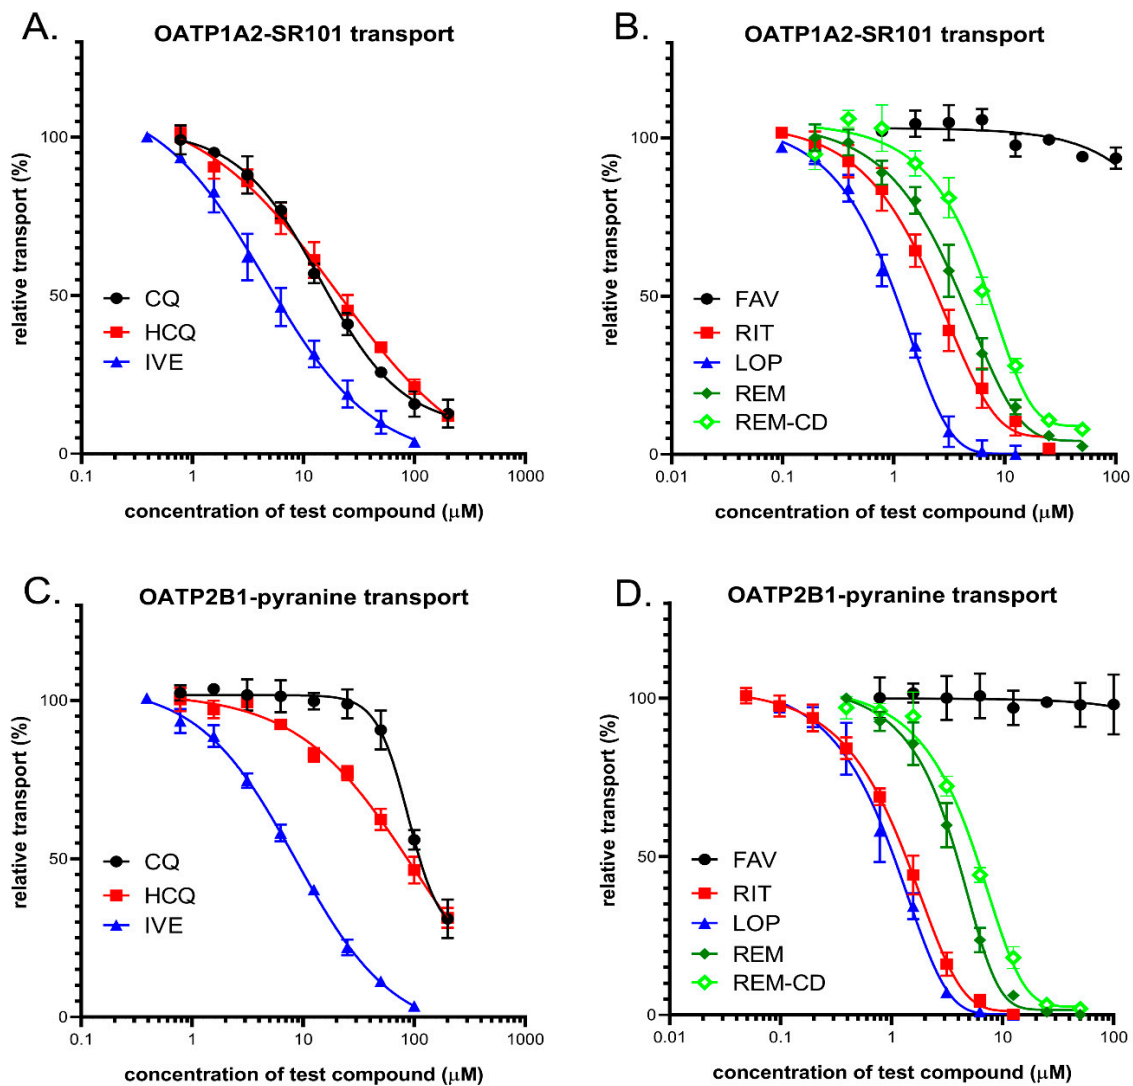 A.
OATP1A2-SR101 transport
relative transport (%)
100
50
0
CQ
HCQ
IVE
0.1
1
10
100
1000
concentration of test compound (μM)
B.
OATP1A2-SR101 transport
relative transport (%)
100
50
0
FAV
RIT
LOP
REM
REM-CD
0.01
0.1
1
10
100
concentration of test compound (μM)
C.
OATP2B1-pyranine transport
relative transport (%)
100
50
0
CQ
HCQ
IVE
0.1
1
10
100
1000
concentration of test compound (μM)
D.
OATP2B1-pyranine transport
relative transport (%)
100
50
0
FAV
RIT
LOP
REM
REM-CD
0.01
0.1
1
10
100
concentration of test compound (μM)